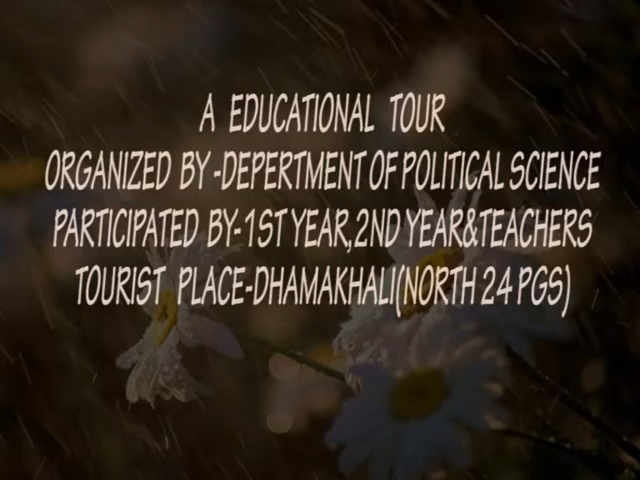 A EDUCATIONAL TOUR
ORGANIZED BY -DEPERTMENT OF POLITICAL SCIENCE
PARTICIPATED BY-1ST YEAR,2ND YEAR&TEACHERS
TOURIST PLACE-DHAMAKHALI(NORTH 24 PGS)